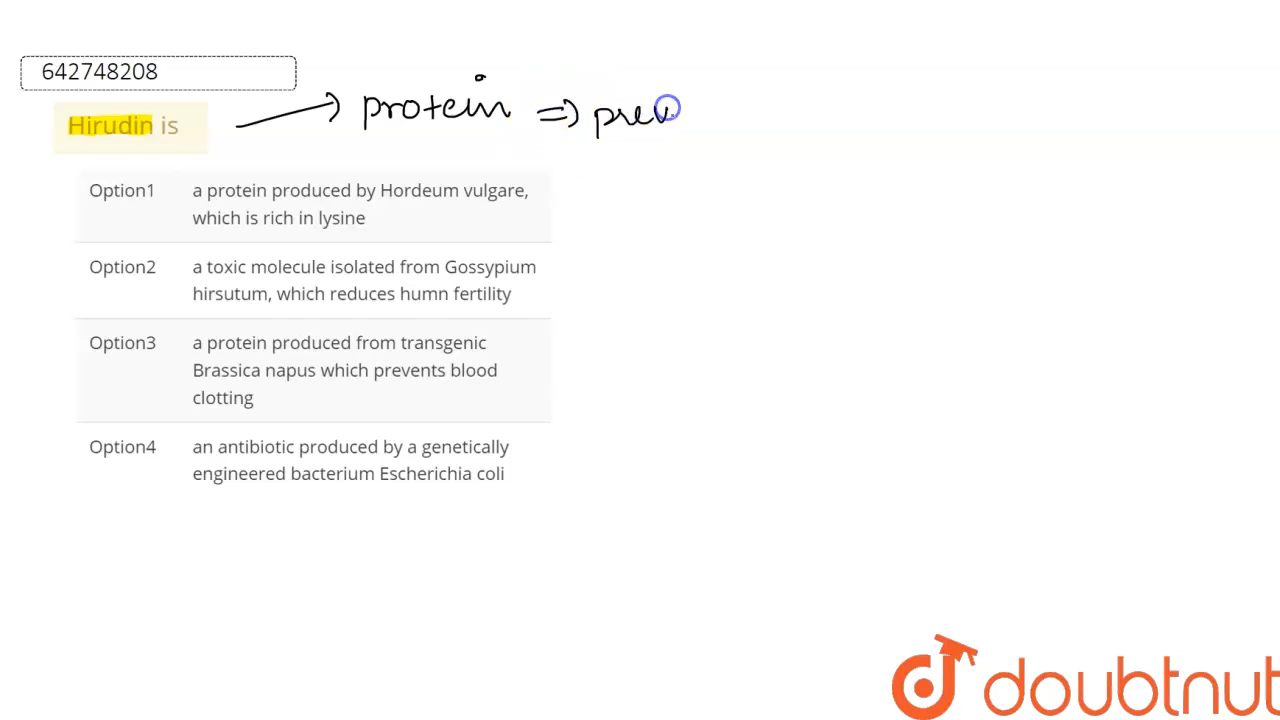 642748208
Hirudin is → protein ⇒ prev
Option1 a protein produced by Hordeum vulgare,
which is rich in lysine
Option2 a toxic molecule isolated from Gossypium
hirsutum, which reduces humn fertility
Option3 a protein produced from transgenic
Brassica napus which prevents blood
clotting
Option4 an antibiotic produced by a genetically
engineered bacterium Escherichia coli
doubtnut